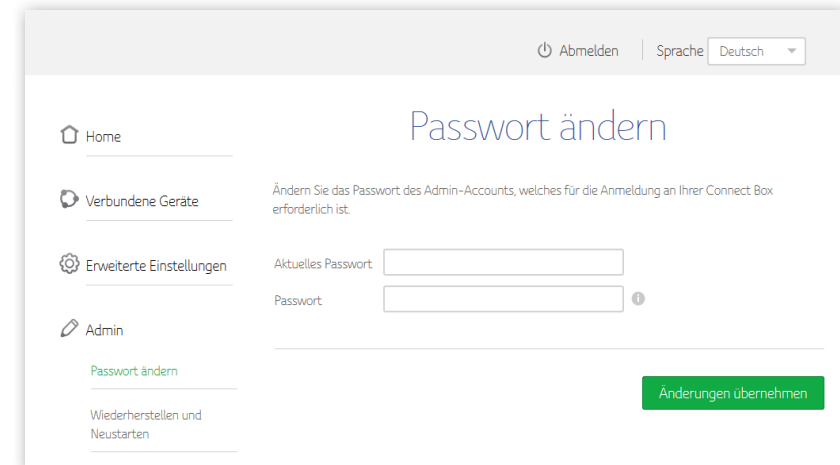 Abmelden
Sprache
Deutsch
Home
Verbundene Geräte
Erweiterte Einstellungen
Admin
Passwort ändern
Wiederherstellen und
Neustarten
Passwort ändern
Ändern Sie das Passwort des Admin-Accounts, welches für die Anmeldung an Ihrer Connect Box
erforderlich ist.
Aktuelles Passwort
Passwort
Änderungen übernehmen